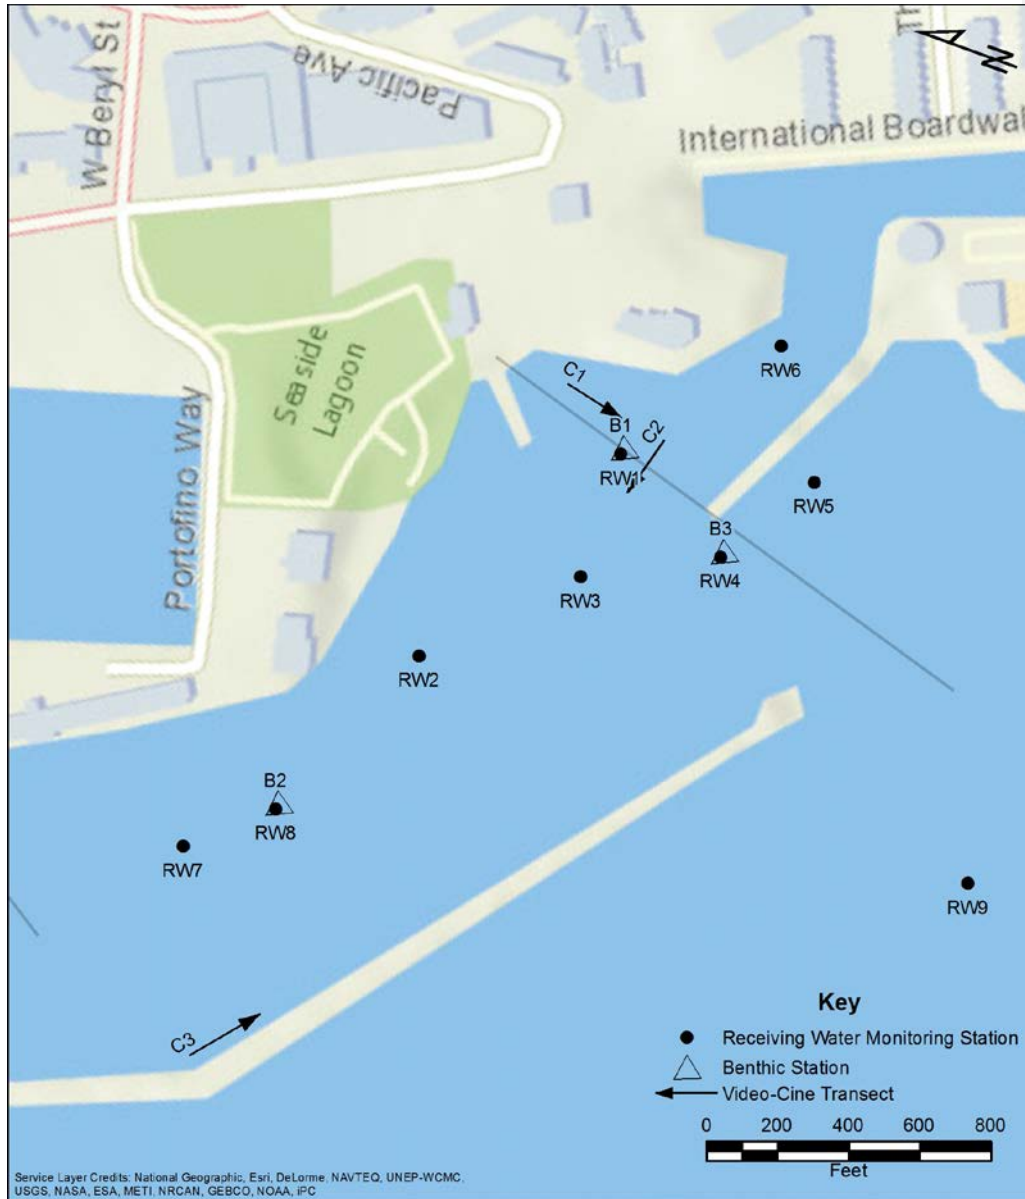 W Beryl St
Pacific Ave
Th
N
International Boardwal
Seaside
Lagoon
Portofino Way
C1
B1
C2
RW1
RW6
RW5
B3
RW4
RW3
RW2
B2
RW8
RW7
RW9
C3
Key
Receiving Water Monitoring Station
Benthic Station
Video-Cine Transect
0 200 400 600 800
Feet
Service Layer Credits: National Geographic, Esri, DeLorme, NAVTEQ, UNEP-WCMC,
USGS, NASA, ESA, METI, NRCAN, GEBCO, NOAA, iPC